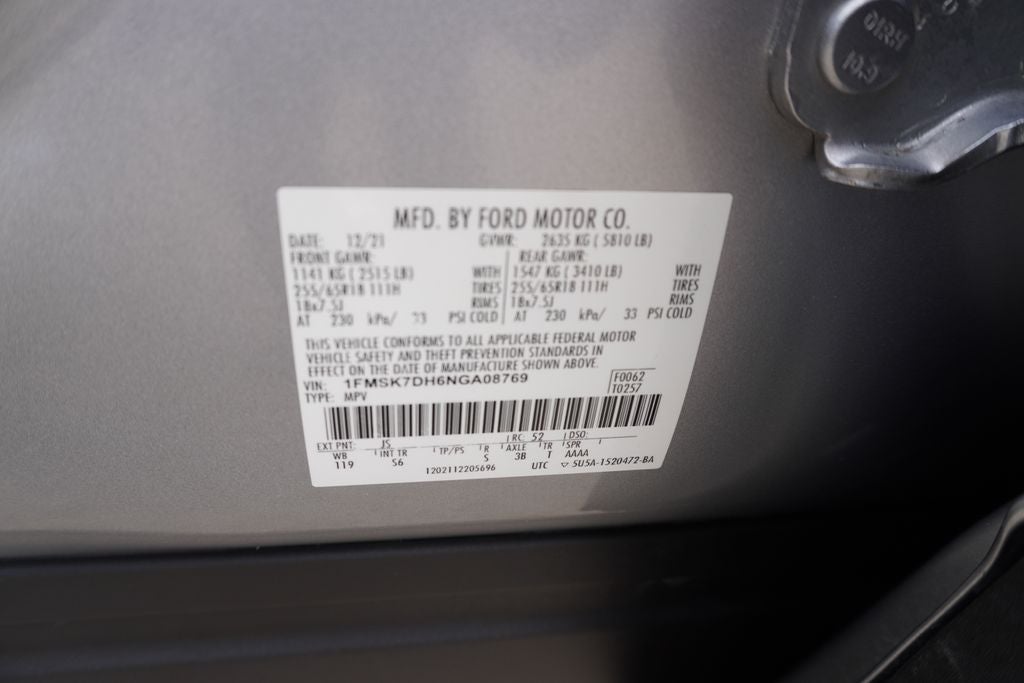 MFD. BY FORD MOTOR CO.
DATE: 12/21 GVWR: 2635 KG ( 5810 LB)
FRONT GAWR: REAR GAWR:
1141 KG ( 2515 LB) WITH 1547 KG ( 3410 LB) WITH
255/65R18 111H TIRES 255/65R18 111H TIRES
18x7.5J RIMS 18x7.5J RIMS
AT 230 kPa/ 33 PSI COLD AT 230 kPa/ 33 PSI COLD
THIS VEHICLE CONFORMS TO ALL APPLICABLE FEDERAL MOTOR
VEHICLE SAFETY AND THEFT PREVENTION STANDARDS IN
EFFECT ON THE DATE OF MANUFACTURE SHOWN ABOVE.
VIN: 1FMSK7DH6NGA08769 F0062
TYPE: MPV T0257
EXT PNT: JS RC: 52 DSO:
WB INT TR TP/PS R AXLE TR SPR
119 S6 S 3B T AAAA
1202112205696 UTC ▽ 5U5A-1520472-BA